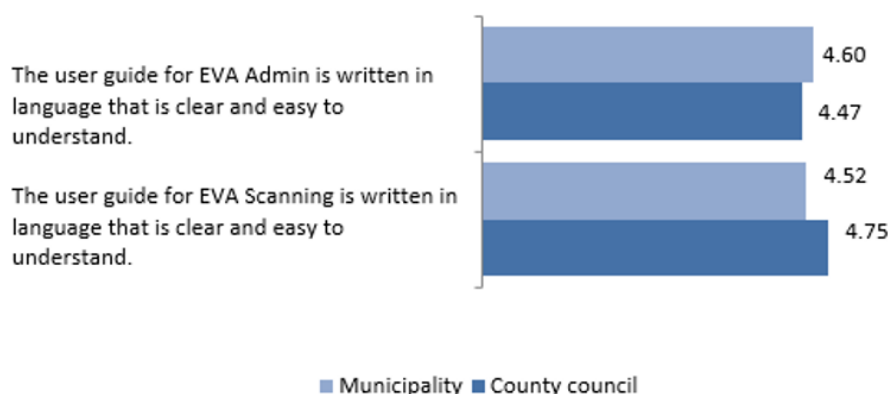 The user guide for EVA Admin is written in
language that is clear and easy to
understand.
4.60
4.47
The user guide for EVA Scanning is written in
language that is clear and easy to
understand.
4.52
4.75
Municipality County council